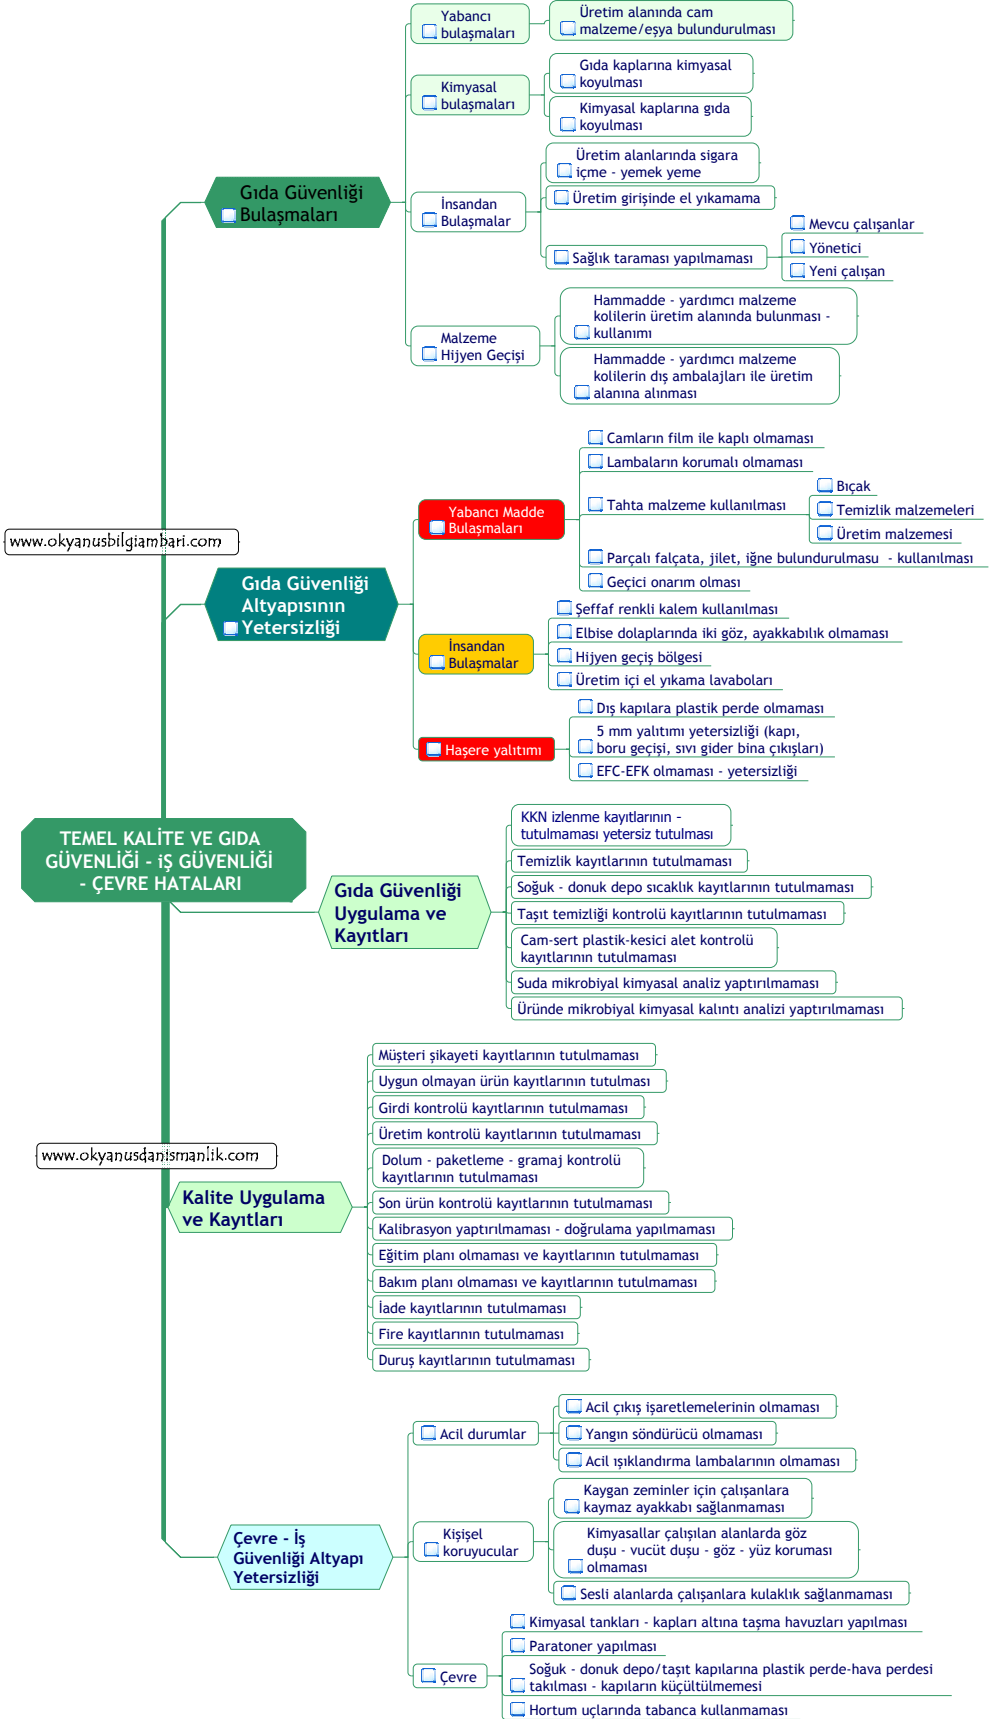 Yabancı
bulaşmaları
Üretim alanında cam
malzeme/eşya bulundurulması
Kimyasal
bulaşmaları
Gıda kaplarına kimyasal
koyulması
Kimyasal kaplarına gıda
koyulması
Gıda Güvenliği
Bulaşmaları
İnsandan
Bulaşmalar
Üretim alanlarında sigara
içme - yemek yeme
Üretim girişinde el yıkamama
Sağlık taraması yapılmaması
Mevcu çalışanlar
Yönetici
Yeni çalışan
Malzeme
Hijyen Geçişi
Hammadde - yardımcı malzeme
kolilerin üretim alanında bulunması -
kullanımı
Hammadde - yardımcı malzeme
kolilerin dış ambalajları ile üretim
alanına alınması
www.okyanusbilgiambari.com
Gıda Güvenliği
Altyapısının
Yetersizliği
Yabancı Madde
Bulaşmaları
Camların film ile kaplı olmaması
Lambaların korumalı olmaması
Tahta malzeme kullanılması
Bıçak
Temizlik malzemeleri
Üretim malzemesi
Parçalı falçata, jilet, iğne bulundurulması  - kullanılması
Geçici onarım olması
İnsandan
Bulaşmalar
Şeffaf renkli kalem kullanılması
Elbise dolaplarında iki göz, ayakkabılık olmaması
Hijyen geçiş bölgesi
Üretim içi el yıkama lavaboları
Haşere yalıtımı
Dış kapılara plastik perde olmaması
5 mm yalıtımı yetersizliği (kapı,
boru geçişi, sıvı gider bina çıkışları)
EFC-EFK olmaması - yetersizliği
TEMEL KALİTE VE GIDA
GÜVENLİĞİ - iŞ GÜVENLİĞİ
- ÇEVRE HATALARI
Gıda Güvenliği
Uygulama ve
Kayıtları
KKN izlenme kayıtlarının –
tutulmaması yetersiz tutulması
Temizlik kayıtlarının tutulmaması
Soğuk - donuk depo sıcaklık kayıtlarının tutulmaması
Taşıt temizliği kontrolü kayıtlarının tutulmaması
Cam-sert plastik-kesici alet kontrolü
kayıtlarının tutulmaması
Suda mikrobiyal kimyasal analiz yaptırılmaması
Üründe mikrobiyal kimyasal kalıntı analizi yaptırılmaması
www.okyanusdanismanlik.com
Kalite Uygulama
ve Kayıtları
Müşteri şikayeti kayıtlarının tutulmaması
Uygun olmayan ürün kayıtlarının tutulması
Girdi kontrolü kayıtlarının tutulmaması
Üretim kontrolü kayıtlarının tutulmaması
Dolum - paketleme - gramaj kontrolü
kayıtlarının tutulmaması
Son ürün kontrolü kayıtlarının tutulmaması
Kalibrasyon yaptırılmaması - doğrulama yapılmaması
Eğitim planı olmaması ve kayıtlarının tutulmaması
Bakım planı olmaması ve kayıtlarının tutulmaması
İade kayıtlarının tutulmaması
Fire kayıtlarının tutulmaması
Duruş kayıtlarının tutulmaması
Çevre - İş
Güvenliği Altyapı
Yetersizliği
Acil durumlar
Acil çıkış işaretlemelerinin olmaması
Yangın söndürücü olmaması
Acil ışıklandırma lambalarının olmaması
Kişişel
koruyucular
Kaygan zeminler için çalışanlara
kaymaz ayakkabı sağlanmaması
Kimyasallar çalışılan alanlarda göz
duşu - vucüt duşu - göz - yüz koruması
olmaması
Sesli alanlarda çalışanlara kulaklık sağlanmaması
Çevre
Kimyasal tankları - kapları altına taşma havuzları yapılması
Paratoner yapılması
Soğuk - donuk depo/taşıt kapılarına plastik perde-hava perdesi
takılması - kapıların küçültülmemesi
Hortum uçlarında tabanca kullanmaması